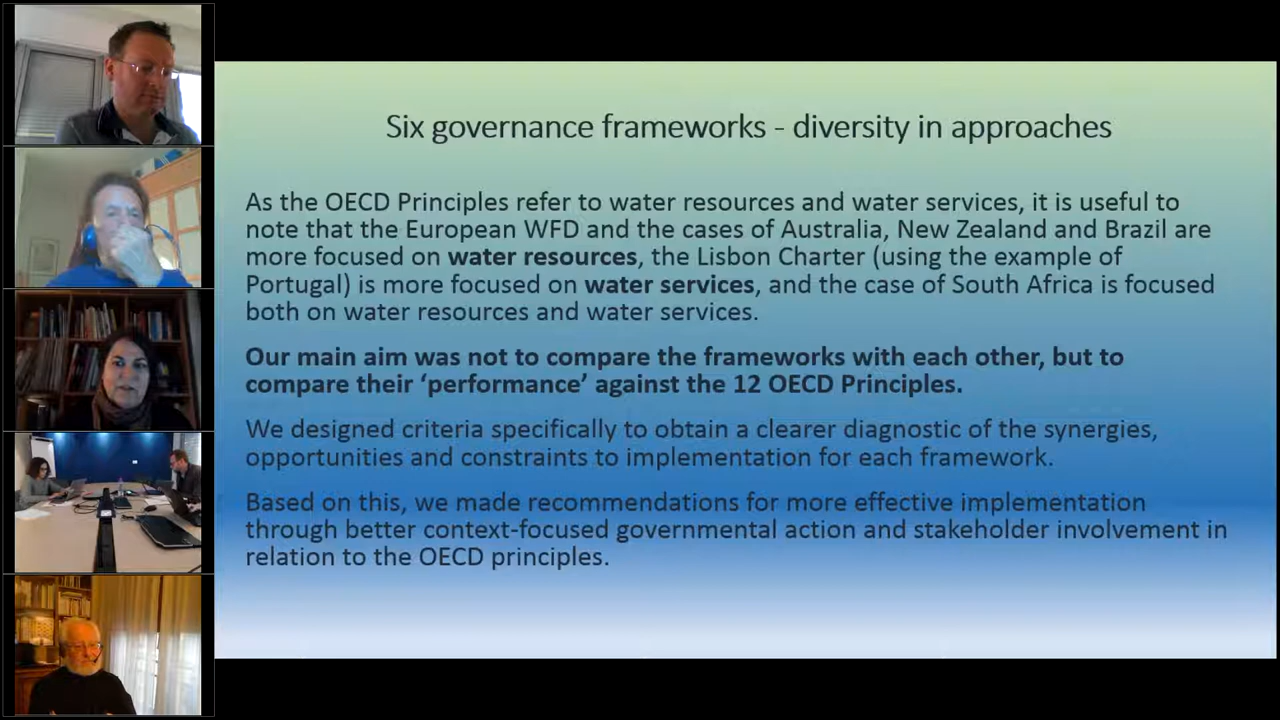 Six governance frameworks - diversity in approaches
As the OECD Principles refer to water resources and water services, it is useful to
note that the European WFD and the cases of Australia, New Zealand and Brazil are
more focused on water resources, the Lisbon Charter (using the example of
Portugal) is more focused on water services, and the case of South Africa is focused
both on water resources and water services.
Our main aim was not to compare the frameworks with each other, but to
compare their ‘performance’ against the 12 OECD Principles.
We designed criteria specifically to obtain a clearer diagnostic of the synergies,
opportunities and constraints to implementation for each framework.
Based on this, we made recommendations for more effective implementation
through better context-focused governmental action and stakeholder involvement in
relation to the OECD principles.